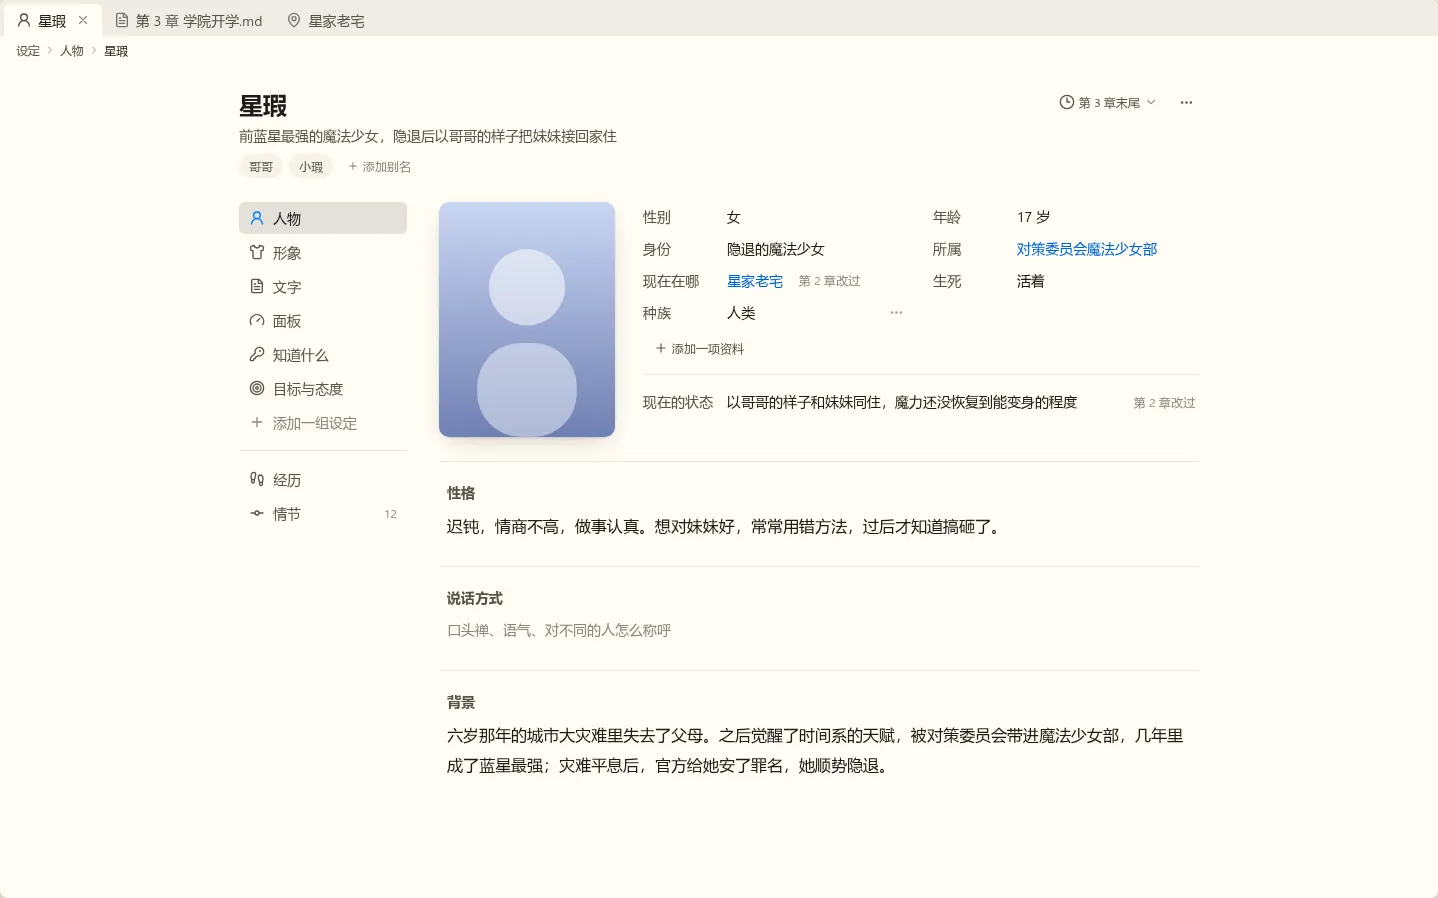 星瑕
第 3 章 学院开学.md
星家老宅
设定 > 人物 > 星瑕
星瑕
第 3 章末尾
前蓝星最强的魔法少女，隐退后以哥哥的样子把妹妹接回家住
哥哥 小瑕 + 添加别名
人物
形象
文字
面板
知道什么
目标与态度
+ 添加一组设定
经历
情节 12
性别 女 年龄 17 岁
身份 隐退的魔法少女 所属 对策委员会魔法少女部
现在在哪 星家老宅 第 2 章改过 生死 活着
种族 人类
+ 添加一项资料
现在的状态 以哥哥的样子和妹妹同住，魔力还没恢复到能变身的程度 第 2 章改过
性格
迟钝，情商不高，做事认真。想对妹妹好，常常用错方法，过后才知道搞砸了。
说话方式
口头禅、语气、对不同的人怎么称呼
背景
六岁那年的城市大灾难里失去了父母。之后觉醒了时间系的天赋，被对策委员会带进魔法少女部，几年里
成了蓝星最强；灾难平息后，官方给她安了罪名，她顺势隐退。